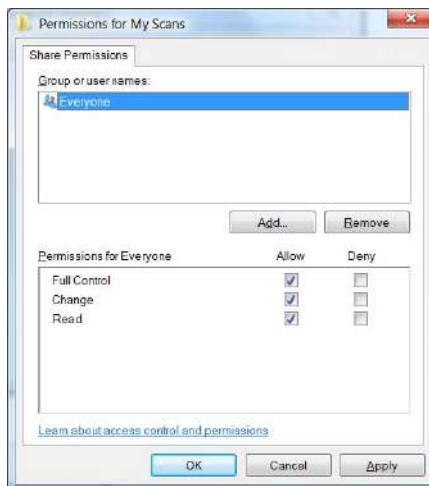 Permissions for My Scans
Share Permissions
Group or user names:
Everyone
Add...
Remove
Permissions for Everyone Allow Deny
Full Control
Change
Read
Learn about access control and permissions
OK Cancel Apply